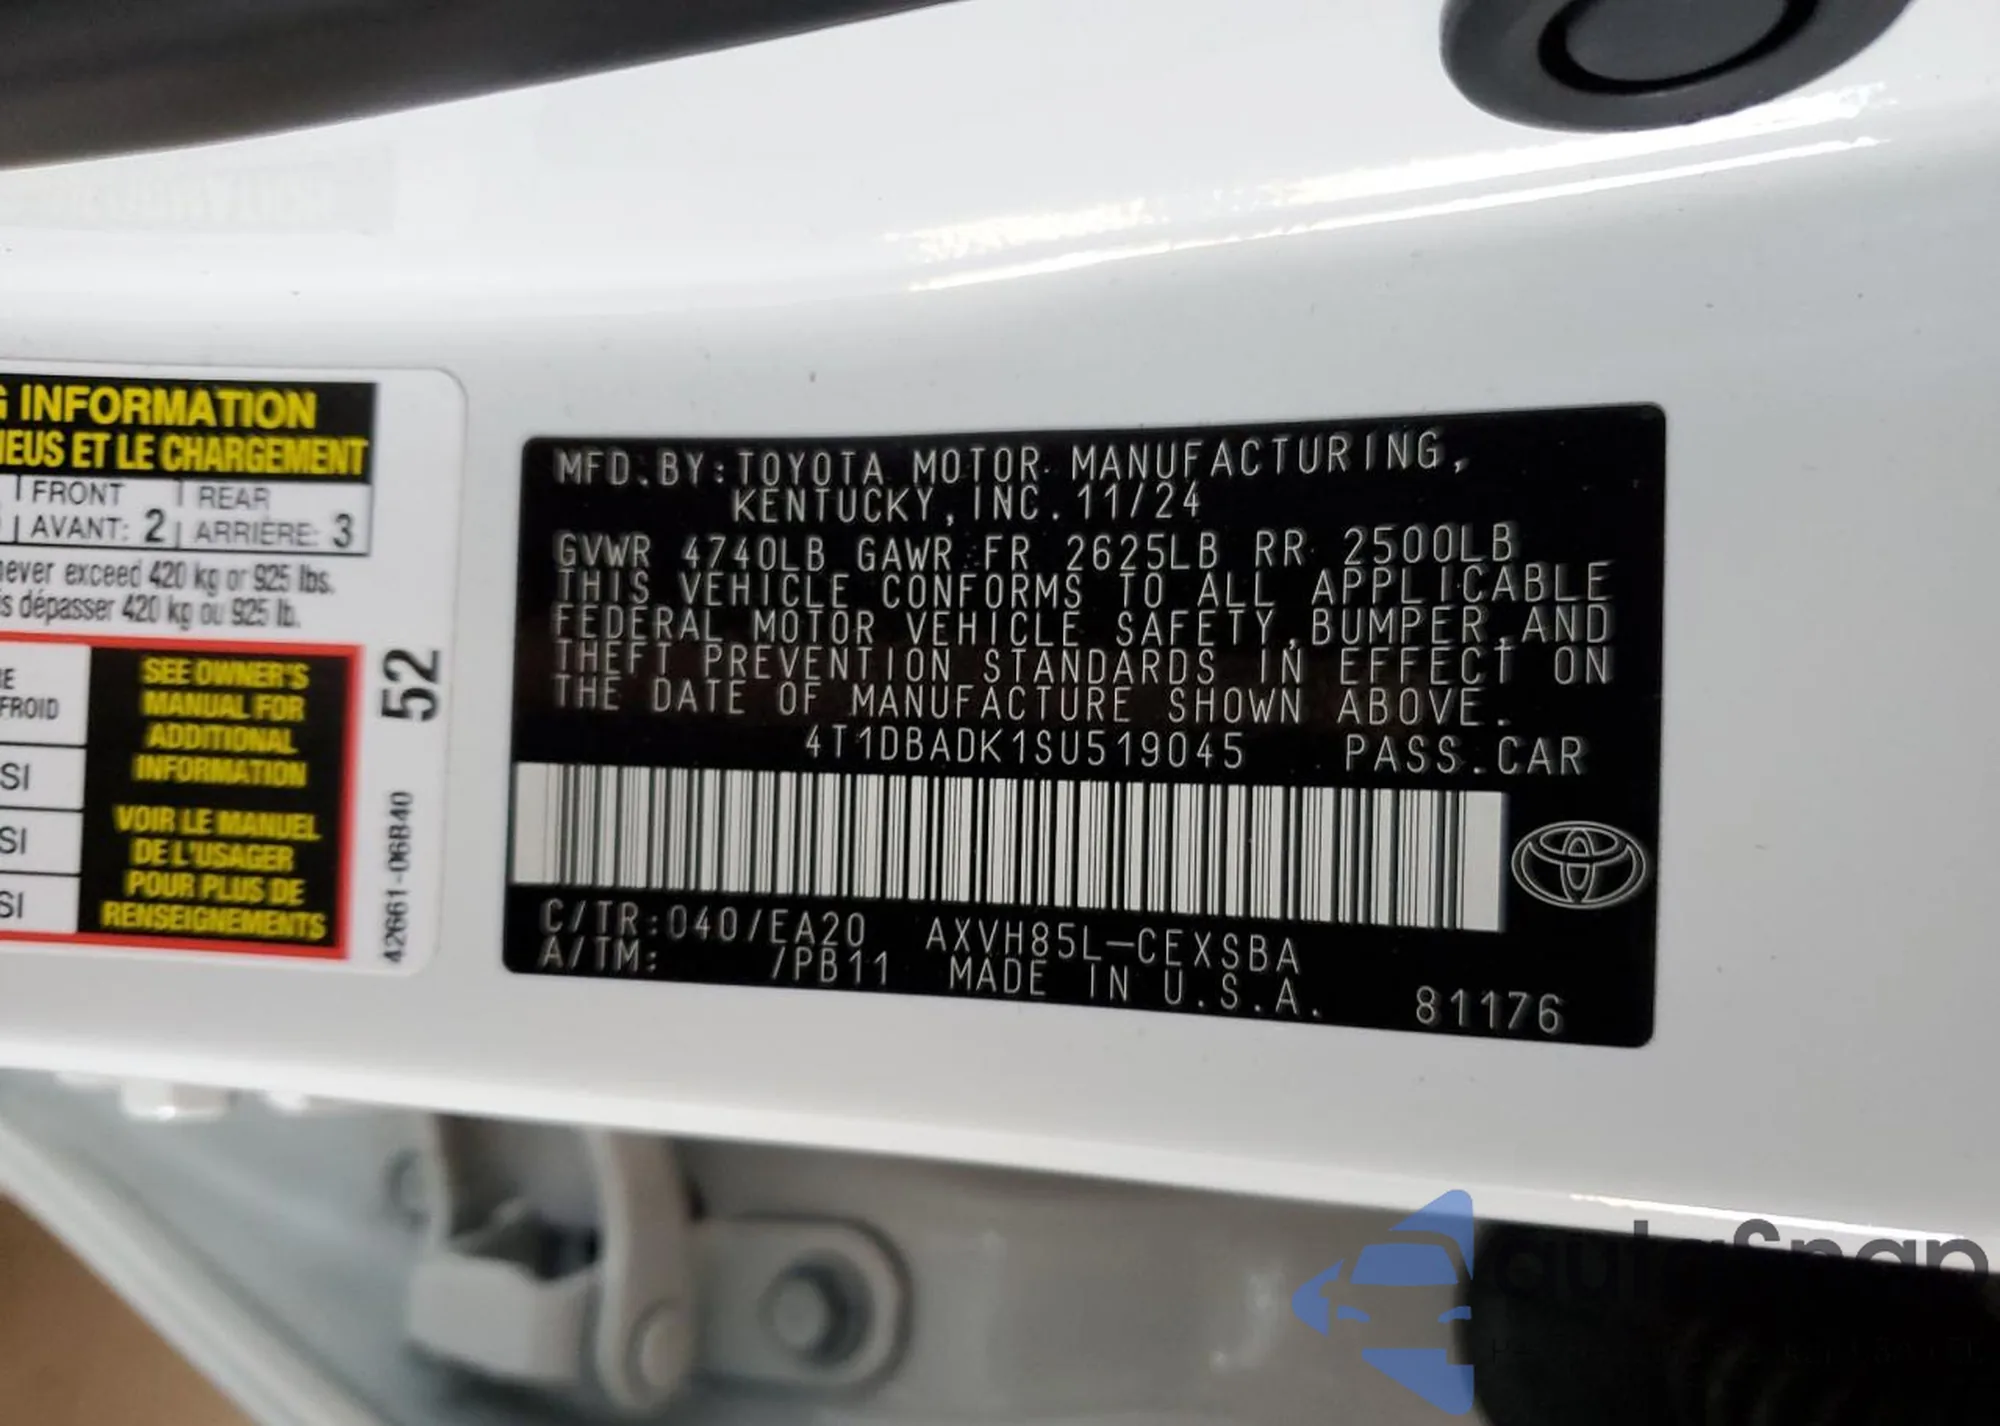 INFORMATION
ET LE CHARGEMENT
FRONT REAR
AVANT: 2 ARRIÈRE: 3
exceed 420 kg or 925 lbs.
dépasser 420 kg ou 925 lb.
FROID
SEE OWNER'S
MANUAL FOR
ADDITIONAL
INFORMATION
VOIR LE MANUEL
DE L'USAGER
POUR PLUS DE
RENSEIGNEMENTS
52
42661-06B40
MFD.BY:TOYOTA MOTOR MANUFACTURING,
KENTUCKY,INC.11/24
GVWR 4740LB GAWR FR 2625LB RR 2500LB
THIS VEHICLE CONFORMS TO ALL APPLICABLE
FEDERAL MOTOR VEHICLE SAFETY,BUMPER,AND
THEFT PREVENTION STANDARDS IN EFFECT ON
THE DATE OF MANUFACTURE SHOWN ABOVE.
4T1DBADK1SU519045 PASS.CAR
C/TR:040/EA20 AXVH85L-CEXSBA
A/TM: /PB11 MADE IN U.S.A. 81176